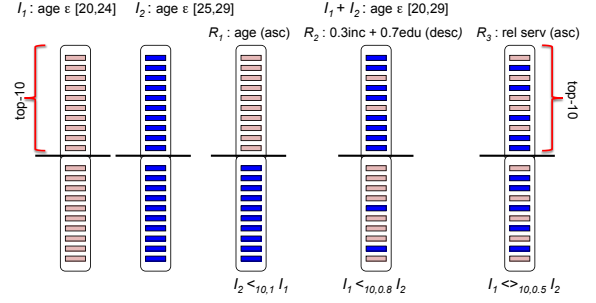 I₁ : age ε [20,24] I₂ : age ε [25,29] I₁ + I₂ : age ε [20,29]
R₁ : age (asc) R₂ : 0.3inc + 0.7edu (desc) R₃ : rel serv (asc)
top-10 top-10
I₂ <₁₀,₁ I₁ I₁ <₁₀,₀.₈ I₂ I₁ <>₁₀,₀.₅ I₂